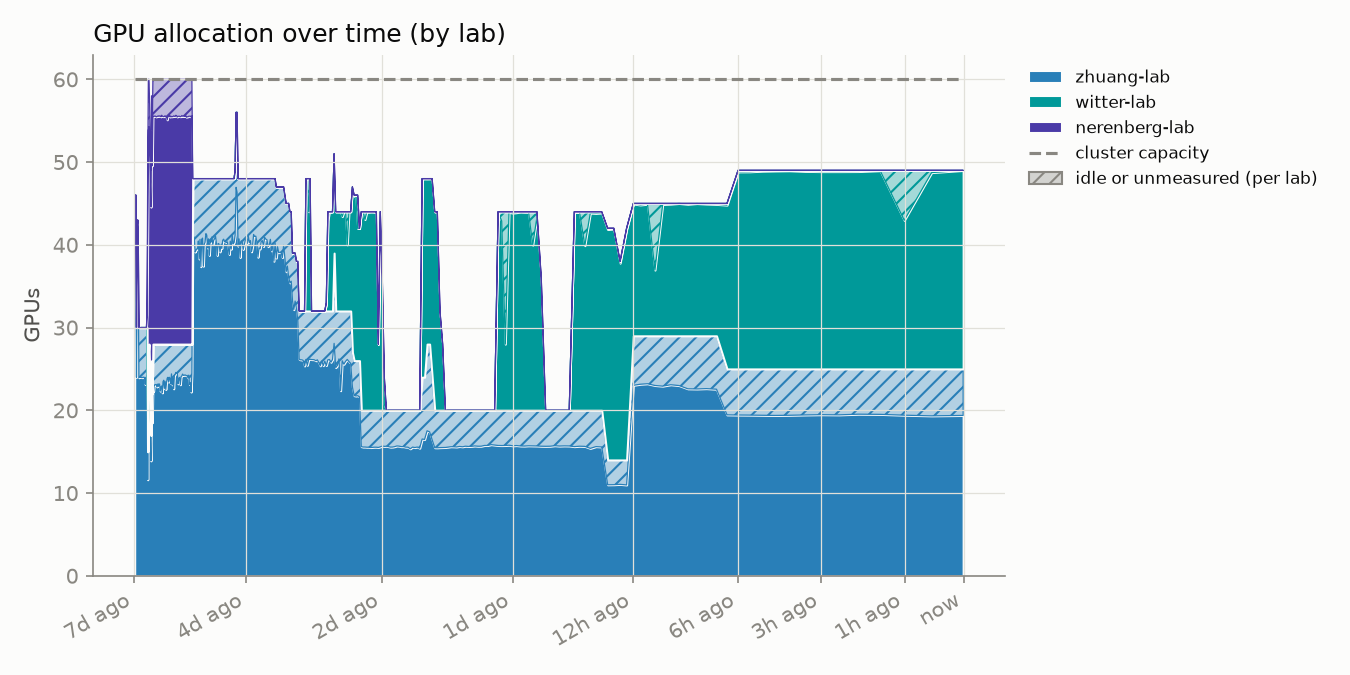 GPU allocation over time (by lab)
zhuang-lab
witter-lab
nerenberg-lab
cluster capacity
idle or unmeasured (per lab)
GPUs
60
50
40
30
20
10
0
7d ago
4d ago
2d ago
1d ago
12h ago
6h ago
3h ago
1h ago
now